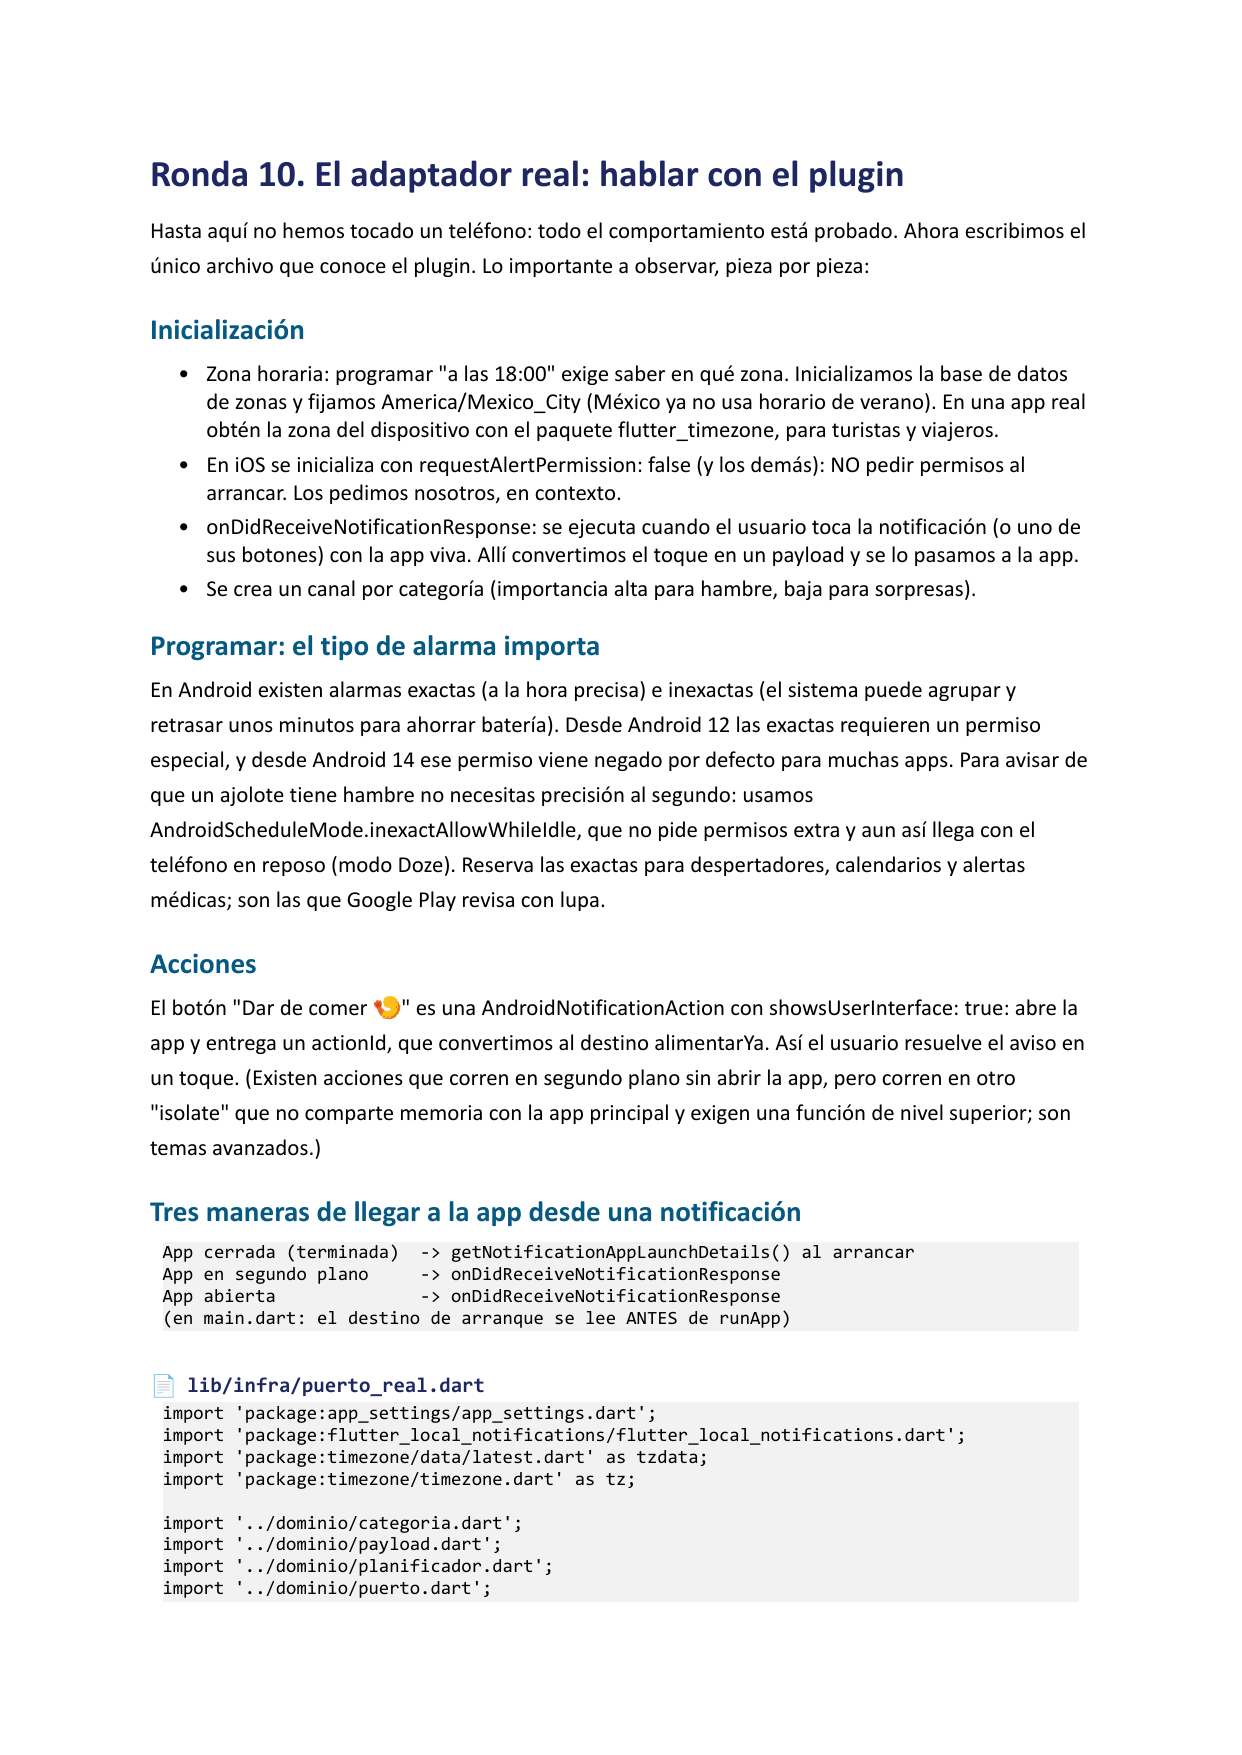 Ronda 10. El adaptador real: hablar con el plugin
Hasta aquí no hemos tocado un teléfono: todo el comportamiento está probado. Ahora escribimos el
único archivo que conoce el plugin. Lo importante a observar, pieza por pieza:
Inicialización
• Zona horaria: programar "a las 18:00" exige saber en qué zona. Inicializamos la base de datos
de zonas y fijamos America/Mexico_City (México ya no usa horario de verano). En una app real
obtén la zona del dispositivo con el paquete flutter_timezone, para turistas y viajeros.
• En iOS se inicializa con requestAlertPermission: false (y los demás): NO pedir permisos al
arrancar. Los pedimos nosotros, en contexto.
• onDidReceiveNotificationResponse: se ejecuta cuando el usuario toca la notificación (o uno de
sus botones) con la app viva. Allí convertimos el toque en un payload y se lo pasamos a la app.
• Se crea un canal por categoría (importancia alta para hambre, baja para sorpresas).
Programar: el tipo de alarma importa
En Android existen alarmas exactas (a la hora precisa) e inexactas (el sistema puede agrupar y
retrasar unos minutos para ahorrar batería). Desde Android 12 las exactas requieren un permiso
especial, y desde Android 14 ese permiso viene negado por defecto para muchas apps. Para avisar de
que un ajolote tiene hambre no necesitas precisión al segundo: usamos
AndroidScheduleMode.inexactAllowWhileIdle, que no pide permisos extra y aun así llega con el
teléfono en reposo (modo Doze). Reserva las exactas para despertadores, calendarios y alertas
médicas; son las que Google Play revisa con lupa.
Acciones
El botón "Dar de comer 🍤" es una AndroidNotificationAction con showsUserInterface: true: abre la
app y entrega un actionId, que convertimos al destino alimentarYa. Así el usuario resuelve el aviso en
un toque. (Existen acciones que corren en segundo plano sin abrir la app, pero corren en otro
"isolate" que no comparte memoria con la app principal y exigen una función de nivel superior; son
temas avanzados.)
Tres maneras de llegar a la app desde una notificación
App cerrada (terminada)  -> getNotificationAppLaunchDetails() al arrancar
App en segundo plano     -> onDidReceiveNotificationResponse
App abierta              -> onDidReceiveNotificationResponse
(en main.dart: el destino de arranque se lee ANTES de runApp)
📄 lib/infra/puerto_real.dart
import 'package:app_settings/app_settings.dart';
import 'package:flutter_local_notifications/flutter_local_notifications.dart';
import 'package:timezone/data/latest.dart' as tzdata;
import 'package:timezone/timezone.dart' as tz;
import '../dominio/categoria.dart';
import '../dominio/payload.dart';
import '../dominio/planificador.dart';
import '../dominio/puerto.dart';